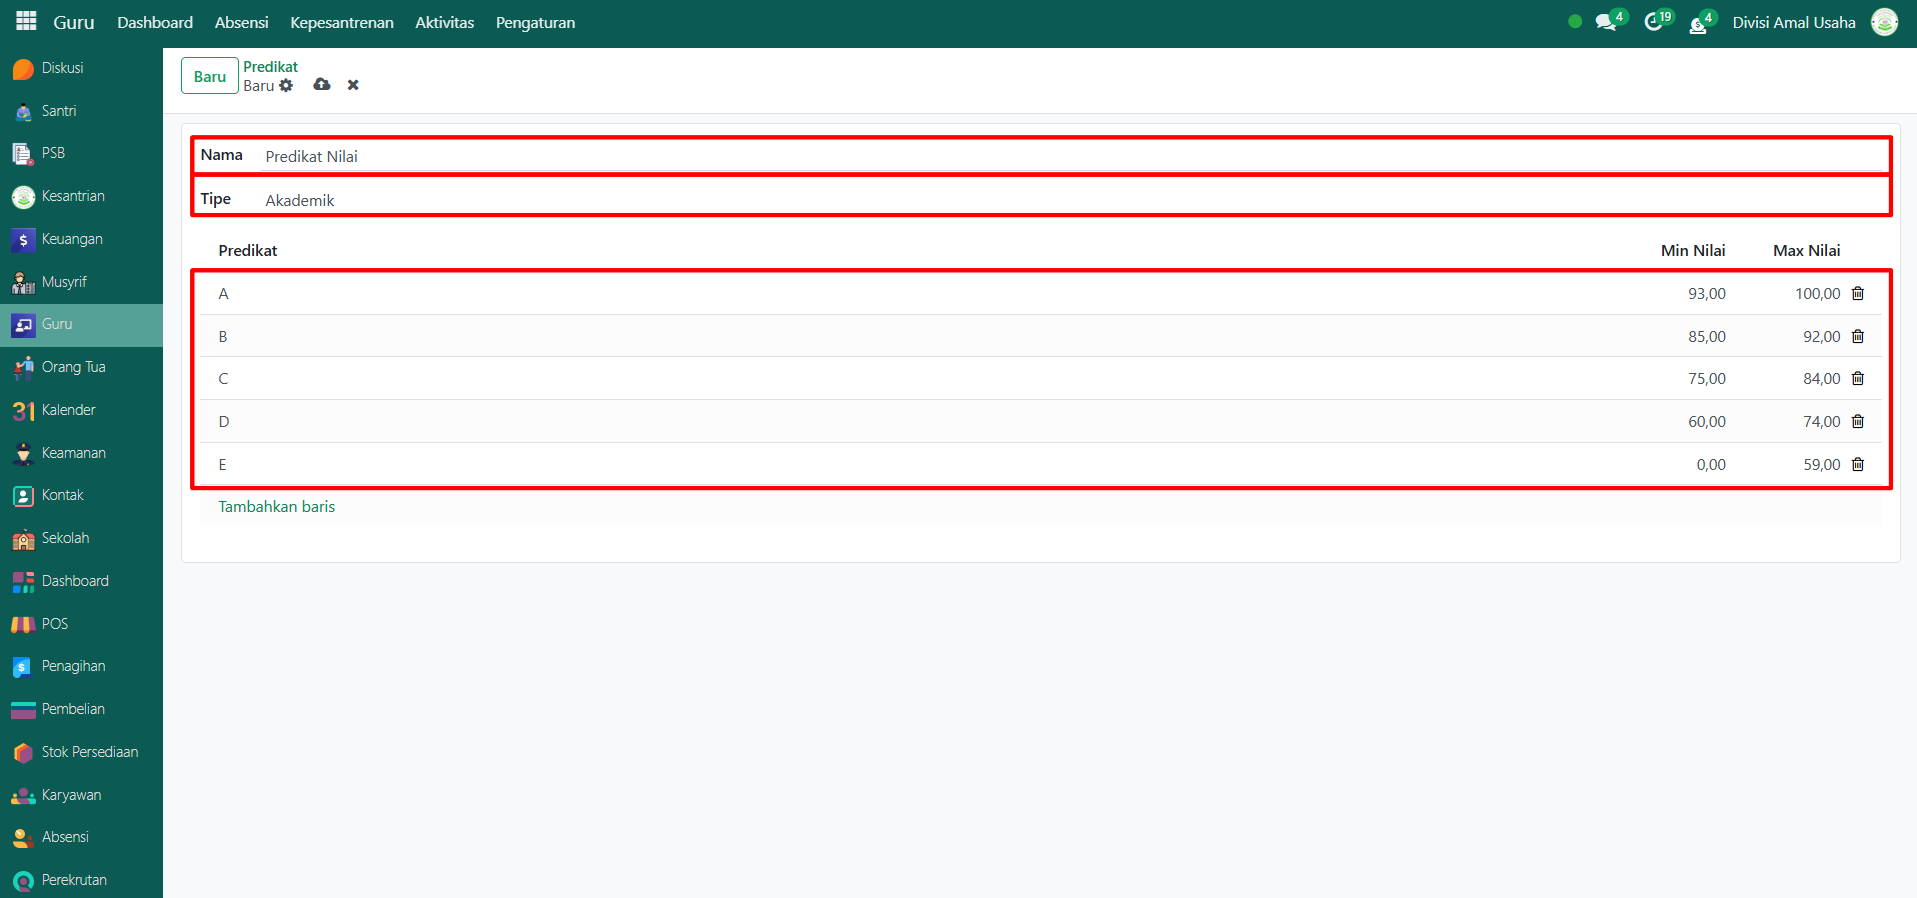 Guru Dashboard Absensi Kepesantrenan Aktivitas Pengaturan 4 19 4 Divisi Amal Usaha
Diskusi
Santri
PSB
Kesantrian
Keuangan
Musyrif
Guru
Orang Tua
31 Kalender
Keamanan
Kontak
Sekolah
Dashboard
POS
Penagihan
Pembelian
Stok Persediaan
Karyawan
Absensi
Perekrutan
Baru
Predikat
Baru
Nama Predikat Nilai
Tipe Akademik
Predikat Min Nilai Max Nilai
A 93,00 100,00
B 85,00 92,00
C 75,00 84,00
D 60,00 74,00
E 0,00 59,00
Tambahkan baris